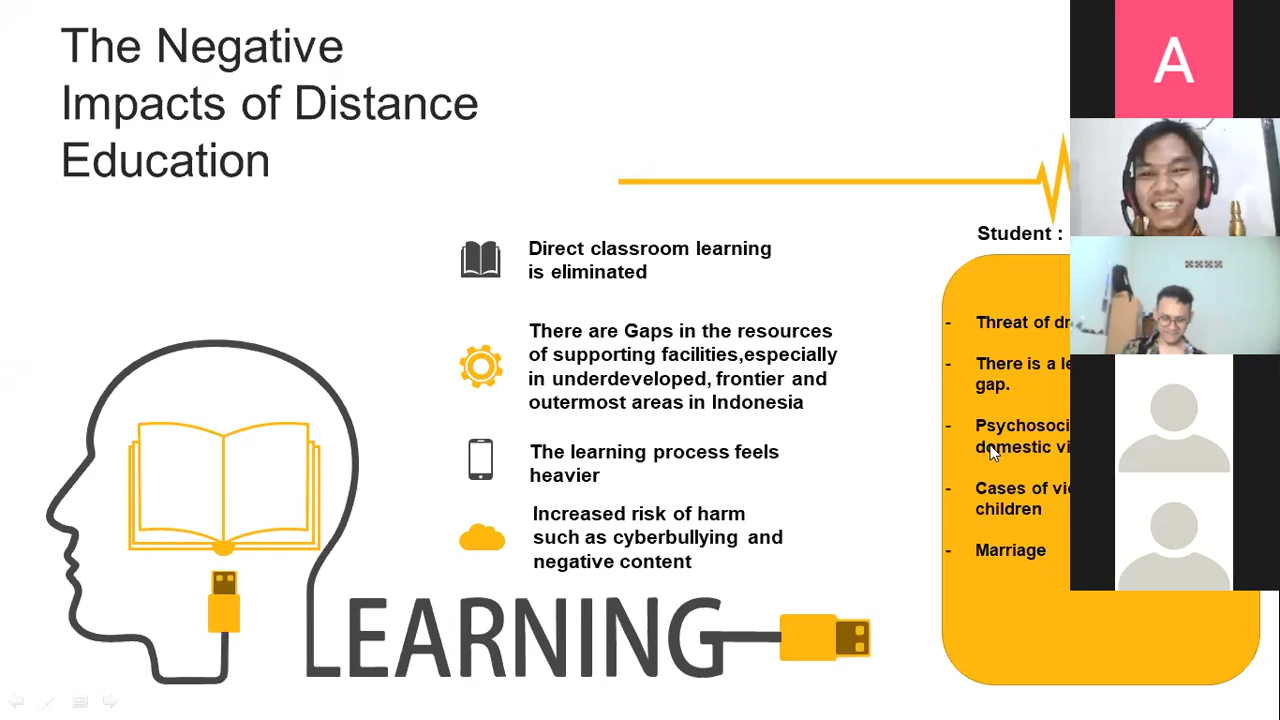 The Negative
Impacts of Distance
Education
A
Direct classroom learning
is eliminated
There are Gaps in the resources
of supporting facilities,especially
in underdeveloped, frontier and
outermost areas in Indonesia
The learning process feels
heavier
Increased risk of harm
such as cyberbullying and
negative content
LEARNING
Student :
- Threat of
- There is a
gap.
-
domestic
- Cases of
children
- Marriage